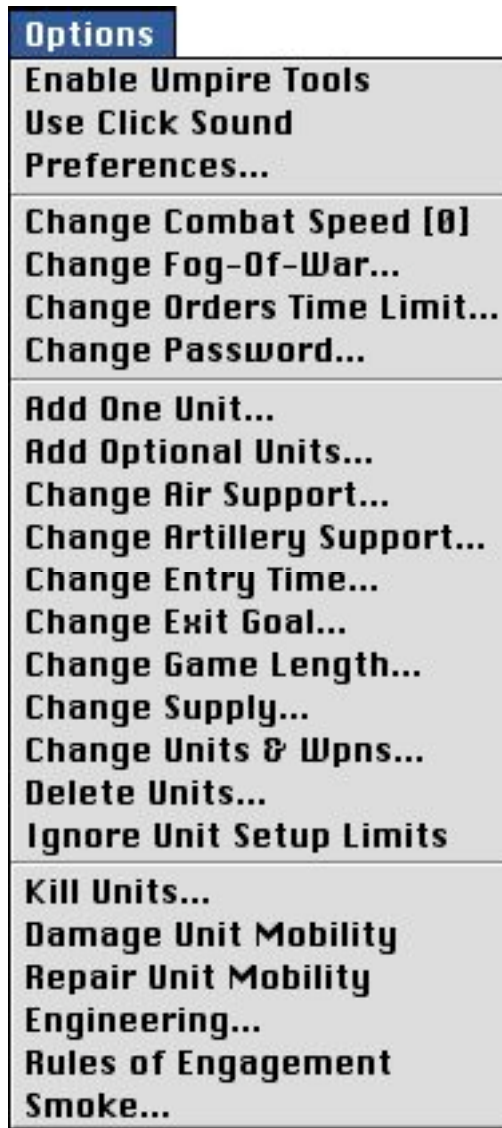 Options
Enable Umpire Tools
Use Click Sound
Preferences...
Change Combat Speed [0]
Change Fog-Of-War...
Change Orders Time Limit...
Change Password...
Add One Unit...
Add Optional Units...
Change Air Support...
Change Artillery Support...
Change Entry Time...
Change Exit Goal...
Change Game Length...
Change Supply...
Change Units & Wpns...
Delete Units...
Ignore Unit Setup Limits
Kill Units...
Damage Unit Mobility
Repair Unit Mobility
Engineering...
Rules of Engagement
Smoke...